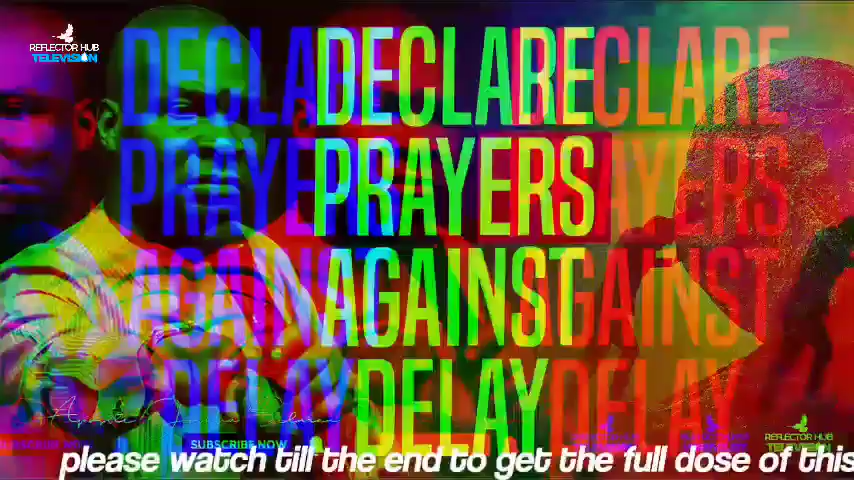 REFLECTOR HUB
TELEVISION
DECLARE
PRAYERS
AGAINST
DELAY
SUBSCRIBE NOW
REFLECTOR HUB
please watch till the end to get the full dose of this